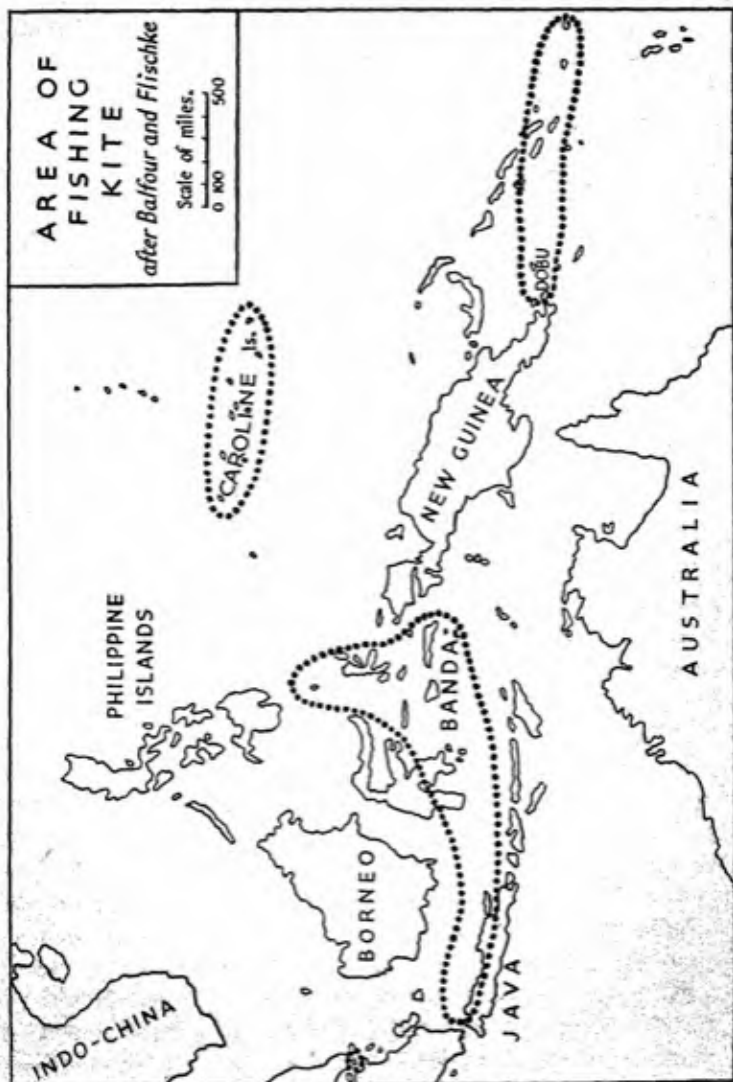 AREA OF
FISHING
KITE
after Balfour and Flischke
Scale of miles.
0 100 500
CAROLINE Is.
PHILIPPINE
ISLANDS
INDO-CHINA
BORNEO
BANDA
NEW GUINEA
DOBU
JAVA
AUSTRALIA